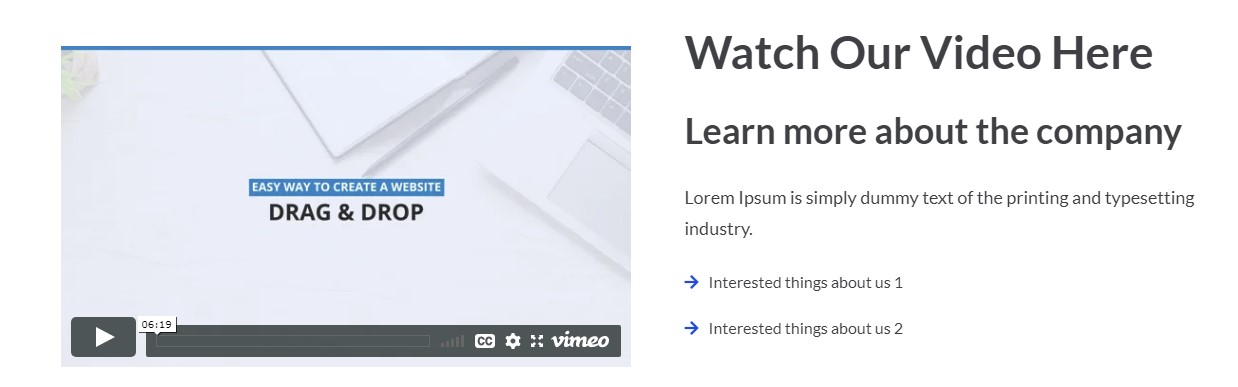 EASY WAY TO CREATE A WEBSITE
DRAG & DROP
06:19
CC
vimeo
Watch Our Video Here
Learn more about the company
Lorem Ipsum is simply dummy text of the printing and typesetting
industry.
Interested things about us 1
Interested things about us 2